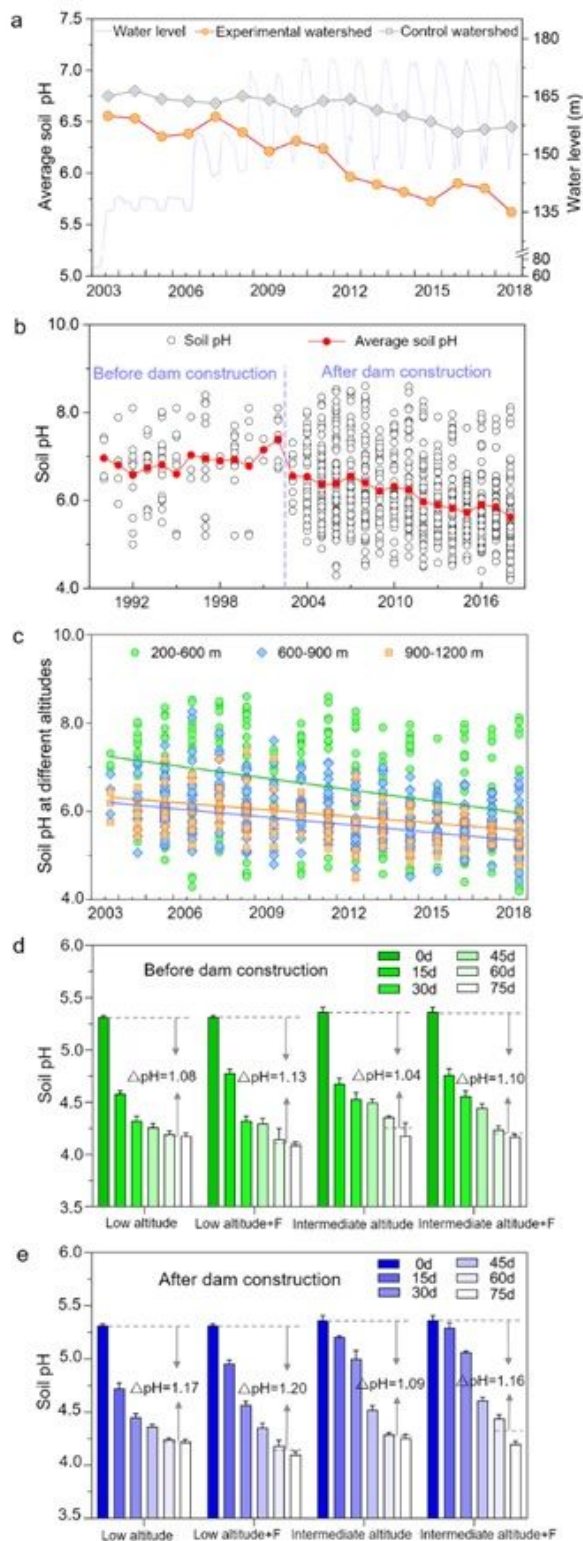 a
Water level
Experimental watershed
Control watershed
7.5
7.0
6.5
6.0
5.5
5.0
Average soil pH
180
165
150
135
80
60
Water level (m)
2003
2006
2009
2012
2015
2018
b
Soil pH
Average soil pH
Before dam construction
After dam construction
10.0
8.0
6.0
4.0
Soil pH
1992
1998
2004
2010
2016
c
200-600 m
600-900 m
900-1200 m
10.0
8.0
6.0
4.0
Soil pH at different altitudes
2003
2006
2009
2012
2015
2018
d
Before dam construction
0d
15d
30d
45d
60d
75d
6.0
5.5
5.0
4.5
4.0
3.5
Soil pH
△pH=1.08
△pH=1.13
△pH=1.04
△pH=1.10
Low altitude
Low altitude+F
Intermediate altitude
Intermediate altitude+F
e
After dam construction
0d
15d
30d
45d
60d
75d
6.0
5.5
5.0
4.5
4.0
3.5
Soil pH
△pH=1.17
△pH=1.20
△pH=1.09
△pH=1.16
Low altitude
Low altitude+F
Intermediate altitude
Intermediate altitude+F